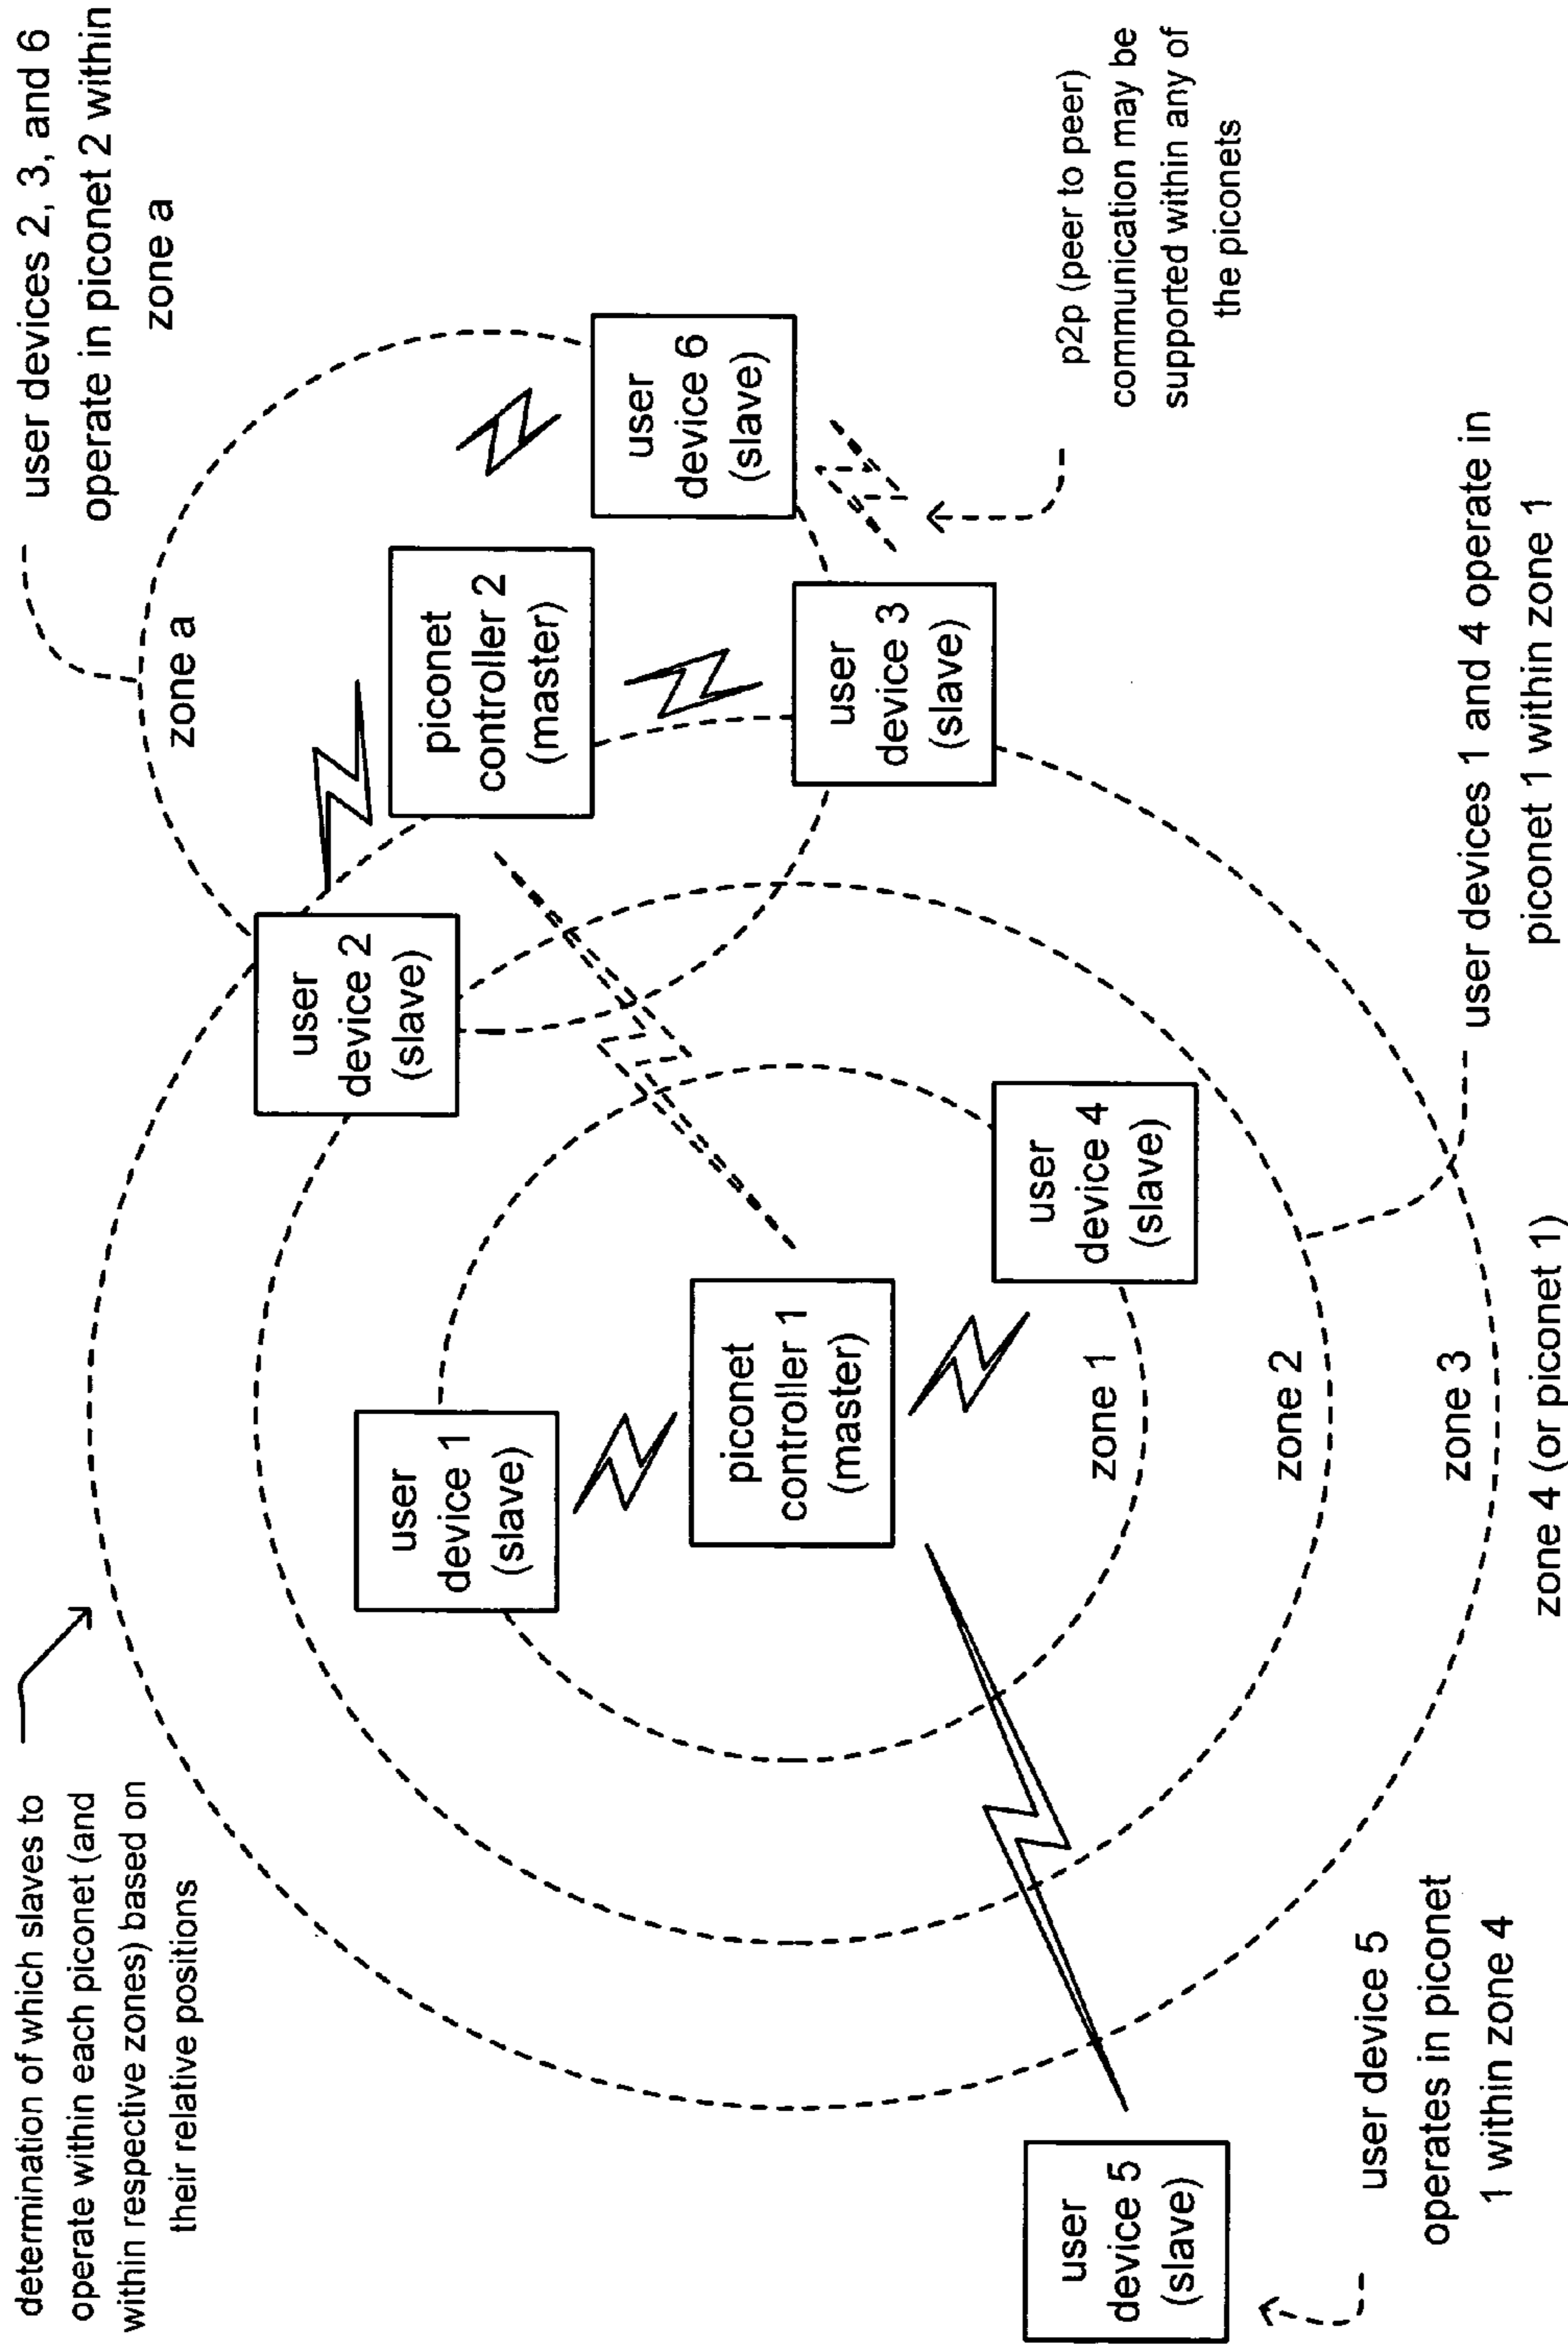 determination of which slaves to
operate within each piconet (and
within respective zones) based on
their relative positions
user devices 2, 3, and 6
operate in piconet 2 within
zone a
zone a
user
device 2
(slave)
piconet
controller 2
(master)
user
device 6
(slave)
user
device 1
(slave)
piconet
controller 1
(master)
user
device 3
(slave)
user
device 4
(slave)
user
device 5
(slave)
p2p (peer to peer)
communication may be
supported within any of
the piconets
zone 1
zone 2
zone 3
zone 4 (or piconet 1)
user device 5
operates in piconet
1 within zone 4
user devices 1 and 4 operate in
piconet 1 within zone 1